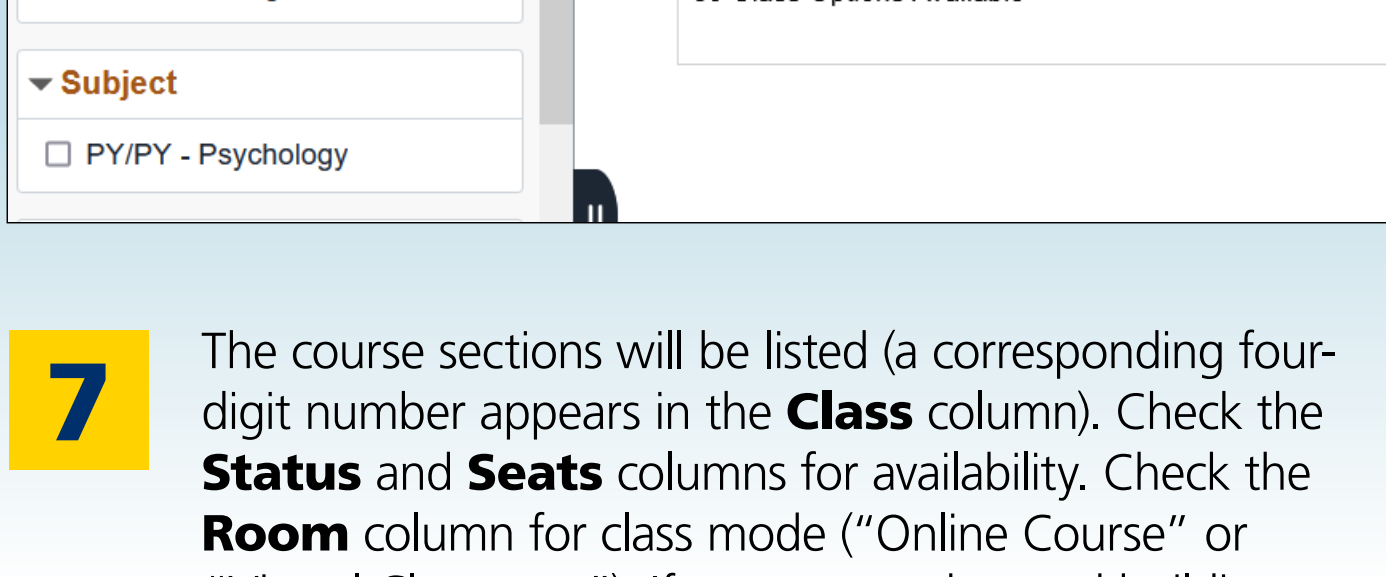 Subject
PY/PY - Psychology
7
The course sections will be listed (a corresponding four-
digit number appears in the Class column). Check the
Status and Seats columns for availability. Check the
Room column for class mode (“Online Course” or